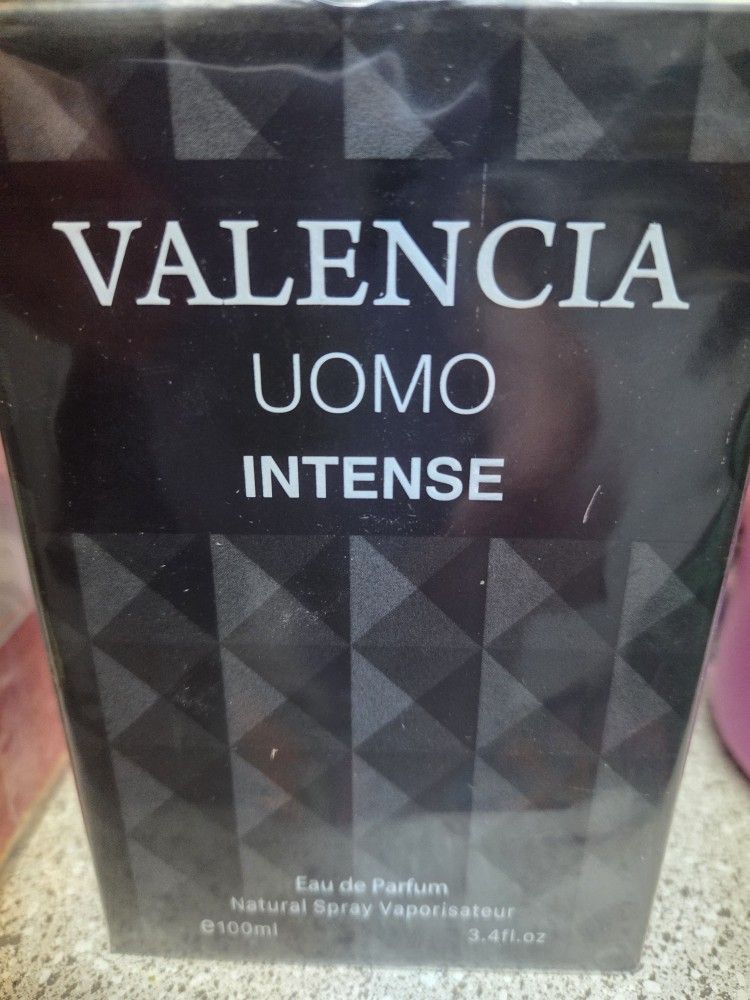 VALENCIA
UOMO
INTENSE
Eau de Parfum
Natural Spray Vaporisateur
℮100ml 3.4fl.oz